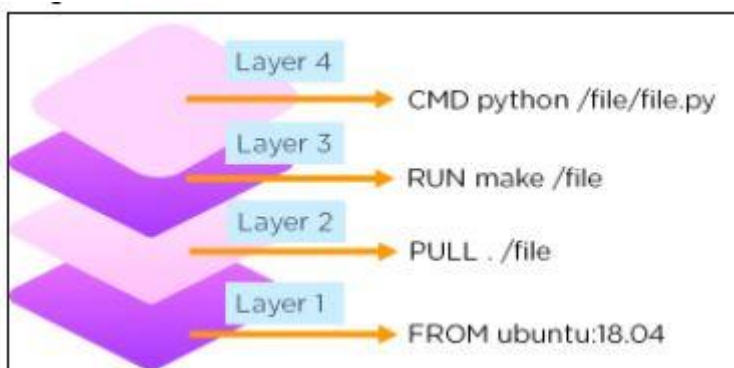 Layer 4
CMD python /file/file.py
Layer 3
RUN make /file
Layer 2
PULL . /file
Layer 1
FROM ubuntu:18.04